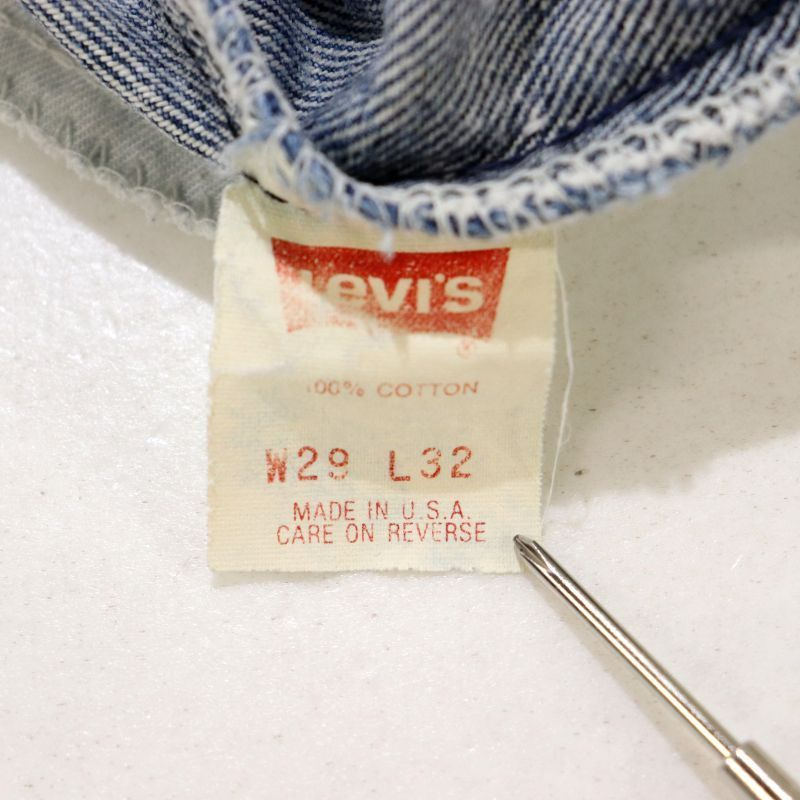 Levi's
®
100% COTTON
W29 L32
MADE IN U.S.A.
CARE ON REVERSE